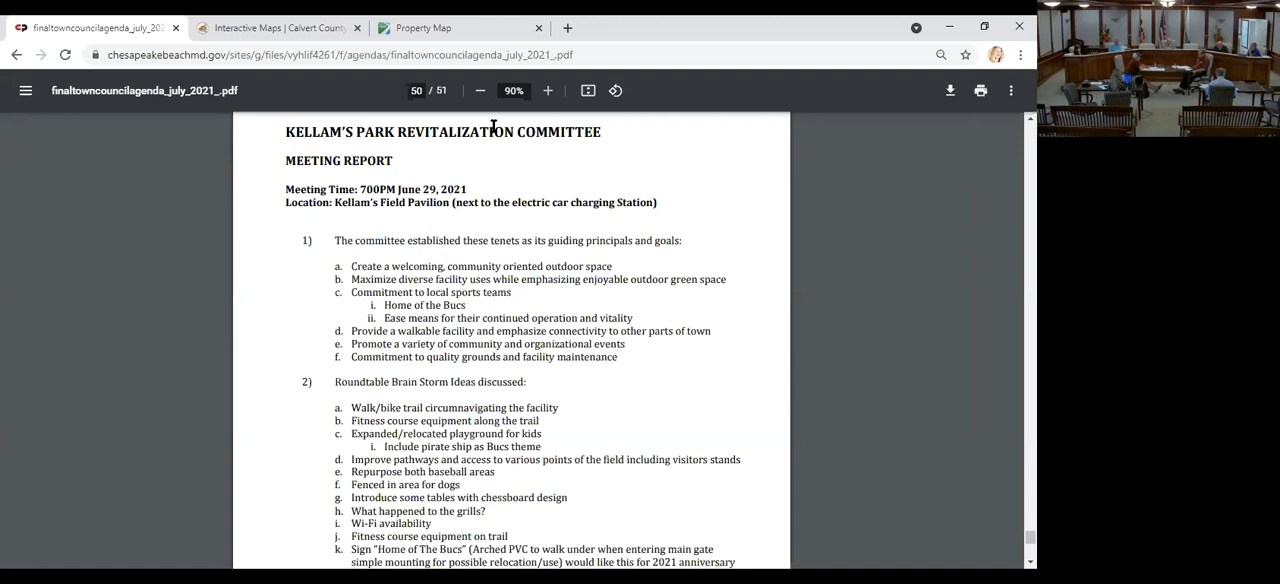 finaltowncouncilagenda_july_202
Interactive Maps | Calvert County
Property Map
chesapeakebeachmd.gov/sites/g/files/vyhlif4261/f/agendas/finaltowncouncilagenda_july_2021_.pdf
finaltowncouncilagenda_july_2021_.pdf
50 / 51
90%
KELLAM'S PARK REVITALIZATION COMMITTEE
MEETING REPORT
Meeting Time: 700PM June 29, 2021
Location: Kellam's Field Pavilion (next to the electric car charging Station)
1) The committee established these tenets as its guiding principals and goals:
a. Create a welcoming, community oriented outdoor space
b. Maximize diverse facility uses while emphasizing enjoyable outdoor green space
c. Commitment to local sports teams
i. Home of the Bucs
ii. Ease means for their continued operation and vitality
d. Provide a walkable facility and emphasize connectivity to other parts of town
e. Promote a variety of community and organizational events
f. Commitment to quality grounds and facility maintenance
2) Roundtable Brain Storm Ideas discussed:
a. Walk/bike trail circumnavigating the facility
b. Fitness course equipment along the trail
c. Expanded/relocated playground for kids
i. Include pirate ship as Bucs theme
d. Improve pathways and access to various points of the field including visitors stands
e. Repurpose both baseball areas
f. Fenced in area for dogs
g. Introduce some tables with chessboard design
h. What happened to the grills?
i. Wi-Fi availability
j. Fitness course equipment on trail
k. Sign "Home of The Bucs" (Arched PVC to walk under when entering main gate
simple mounting for possible relocation/use) would like this for 2021 anniversary